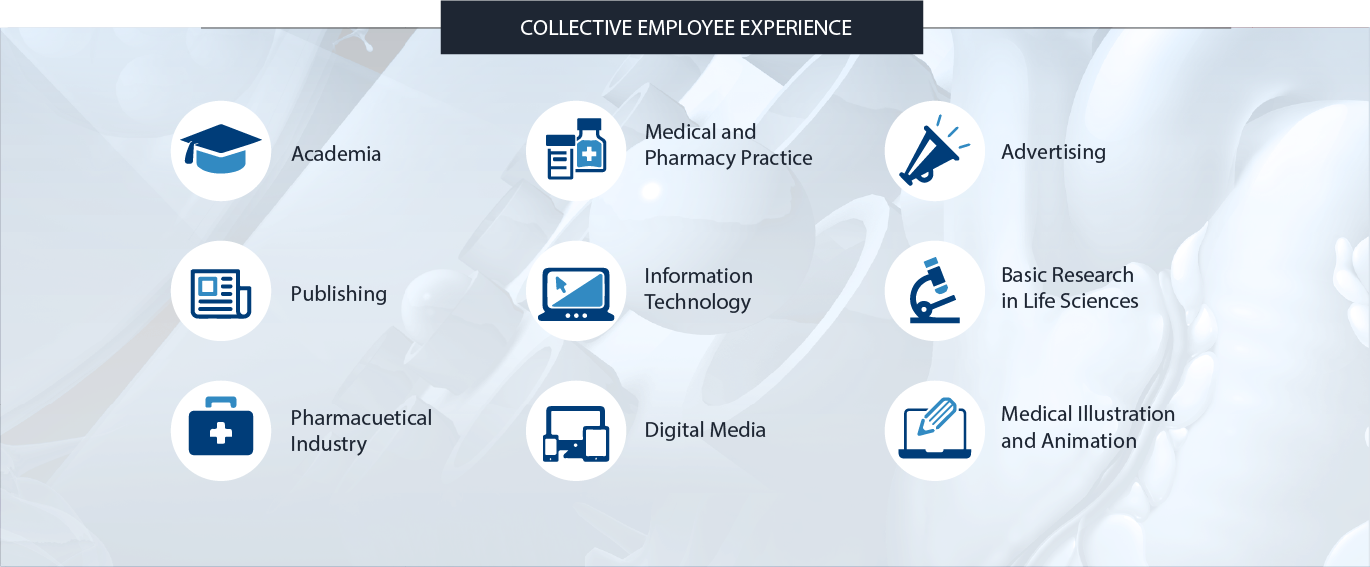 COLLECTIVE EMPLOYEE EXPERIENCE
Academia
Medical and
Pharmacy Practice
Advertising
Publishing
Information
Technology
Basic Research
in Life Sciences
Pharmacuetical
Industry
Digital Media
Medical Illustration
and Animation